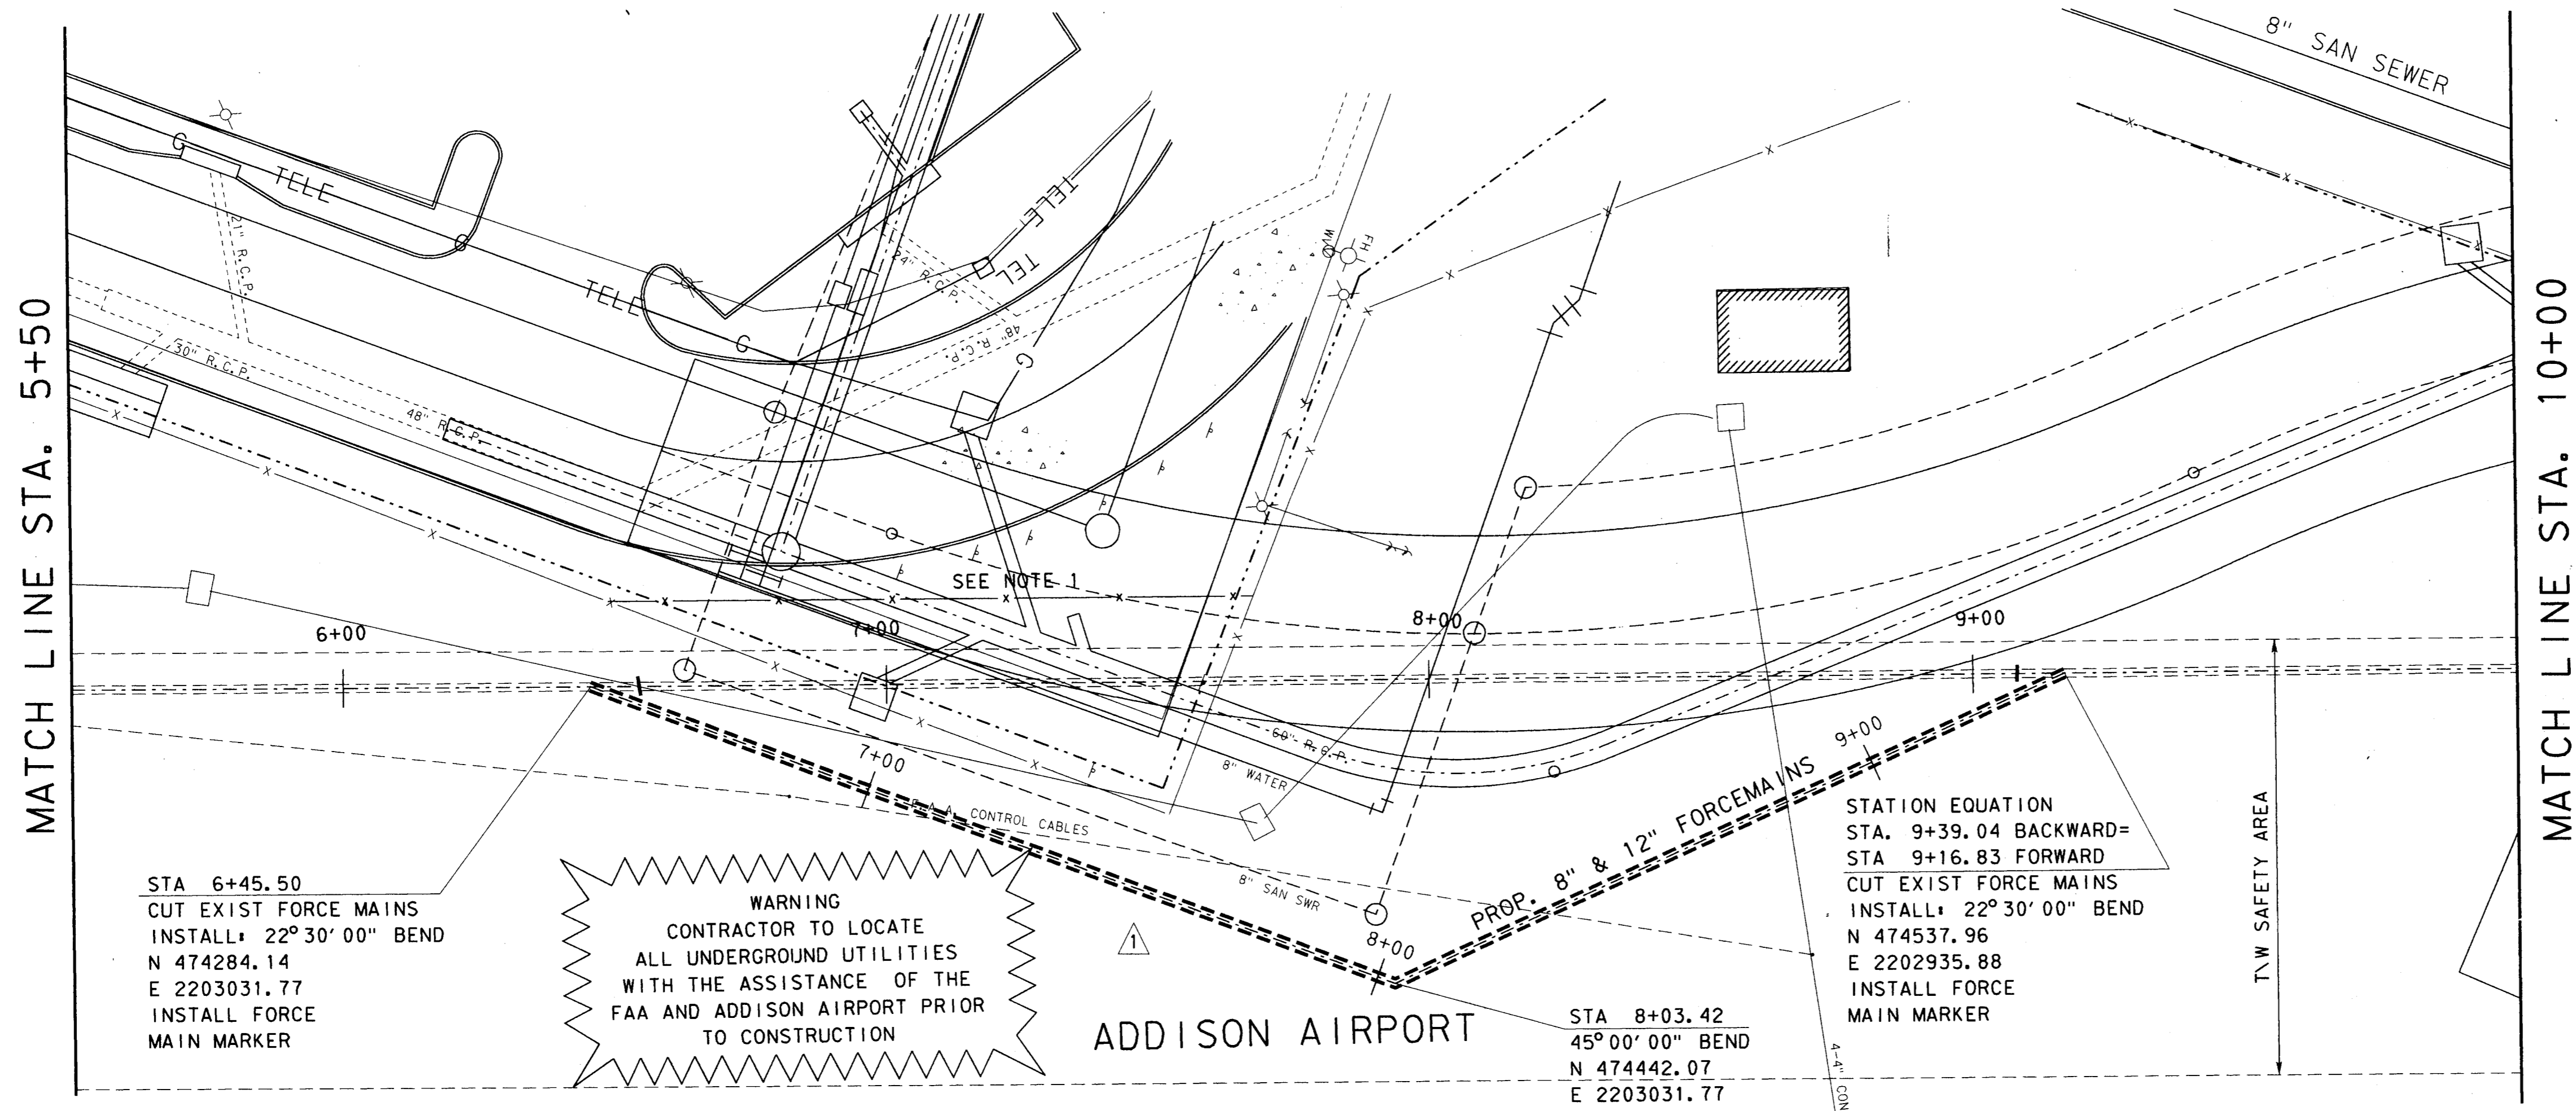 8" SAN SEWER
MATCH LINE STA. 5+50
MATCH LINE STA. 10+00
G
TELE
21" R.C.P.
G
TELE
G
TELE
TEL
24" R.C.P.
48" R.C.P.
G
WV
FH
30" R.C.P.
48" R.C.P.
SEE NOTE 1
6+00
7+00
8+00
9+00
60" R.C.P.
8" WATER
7+00
F.A.A. CONTROL CABLES
8" SAN SWR
8+00
PROP. 8" & 12" FORCEMAINS
9+00
T\W SAFETY AREA
STA 6+45.50
CUT EXIST FORCE MAINS
INSTALL: 22°30'00" BEND
N 474284.14
E 2203031.77
INSTALL FORCE
MAIN MARKER
WARNING
CONTRACTOR TO LOCATE
ALL UNDERGROUND UTILITIES
WITH THE ASSISTANCE OF THE
FAA AND ADDISON AIRPORT PRIOR
TO CONSTRUCTION
1
ADDISON AIRPORT
STA 8+03.42
45°00'00" BEND
N 474442.07
E 2203031.77
STATION EQUATION
STA. 9+39.04 BACKWARD=
STA 9+16.83 FORWARD
CUT EXIST FORCE MAINS
INSTALL: 22°30'00" BEND
N 474537.96
E 2202935.88
INSTALL FORCE
MAIN MARKER
4-4" CON